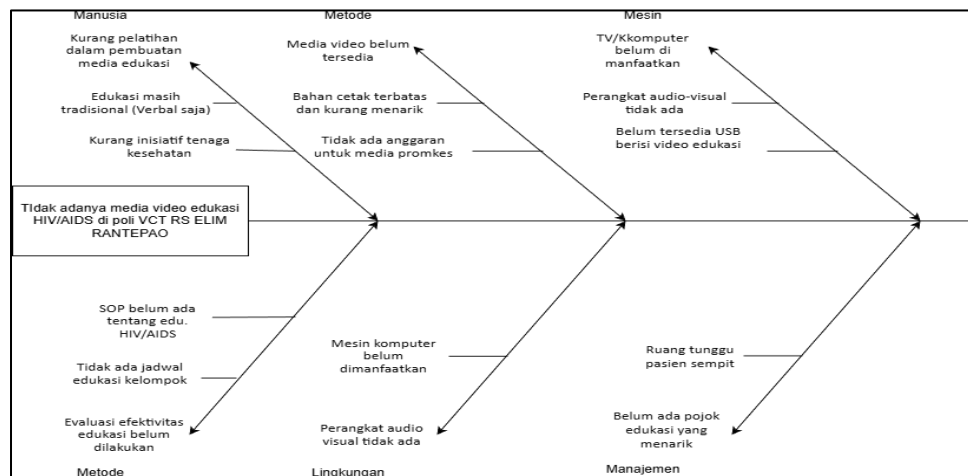 Manusia
Metode
Mesin
Kurang pelatihan
dalam pembuatan
media edukasi
Edukasi masih
tradisional (Verbal saja)
Kurang inisiatif tenaga
kesehatan
Media video belum
tersedia
Bahan cetak terbatas
dan kurang menarik
Tidak ada anggaran
untuk media promkes
TV/Kkomputer
belum di
manfaatkan
Perangkat audio-visual
tidak ada
Belum tersedia USB
berisi video edukasi
TIdak adanya media video edukasi
HIV/AIDS di poli VCT RS ELIM
RANTEPAO
SOP belum ada
tentang edu.
HIV/AIDS
Tidak ada jadwal
edukasi kelompok
Evaluasi efektivitas
edukasi belum
dilakukan
Mesin komputer
belum
dimanfaatkan
Perangkat audio
visual tidak ada
Ruang tunggu
pasien sempit
Belum ada pojok
edukasi yang
menarik
Metode
Lingkungan
Manajemen